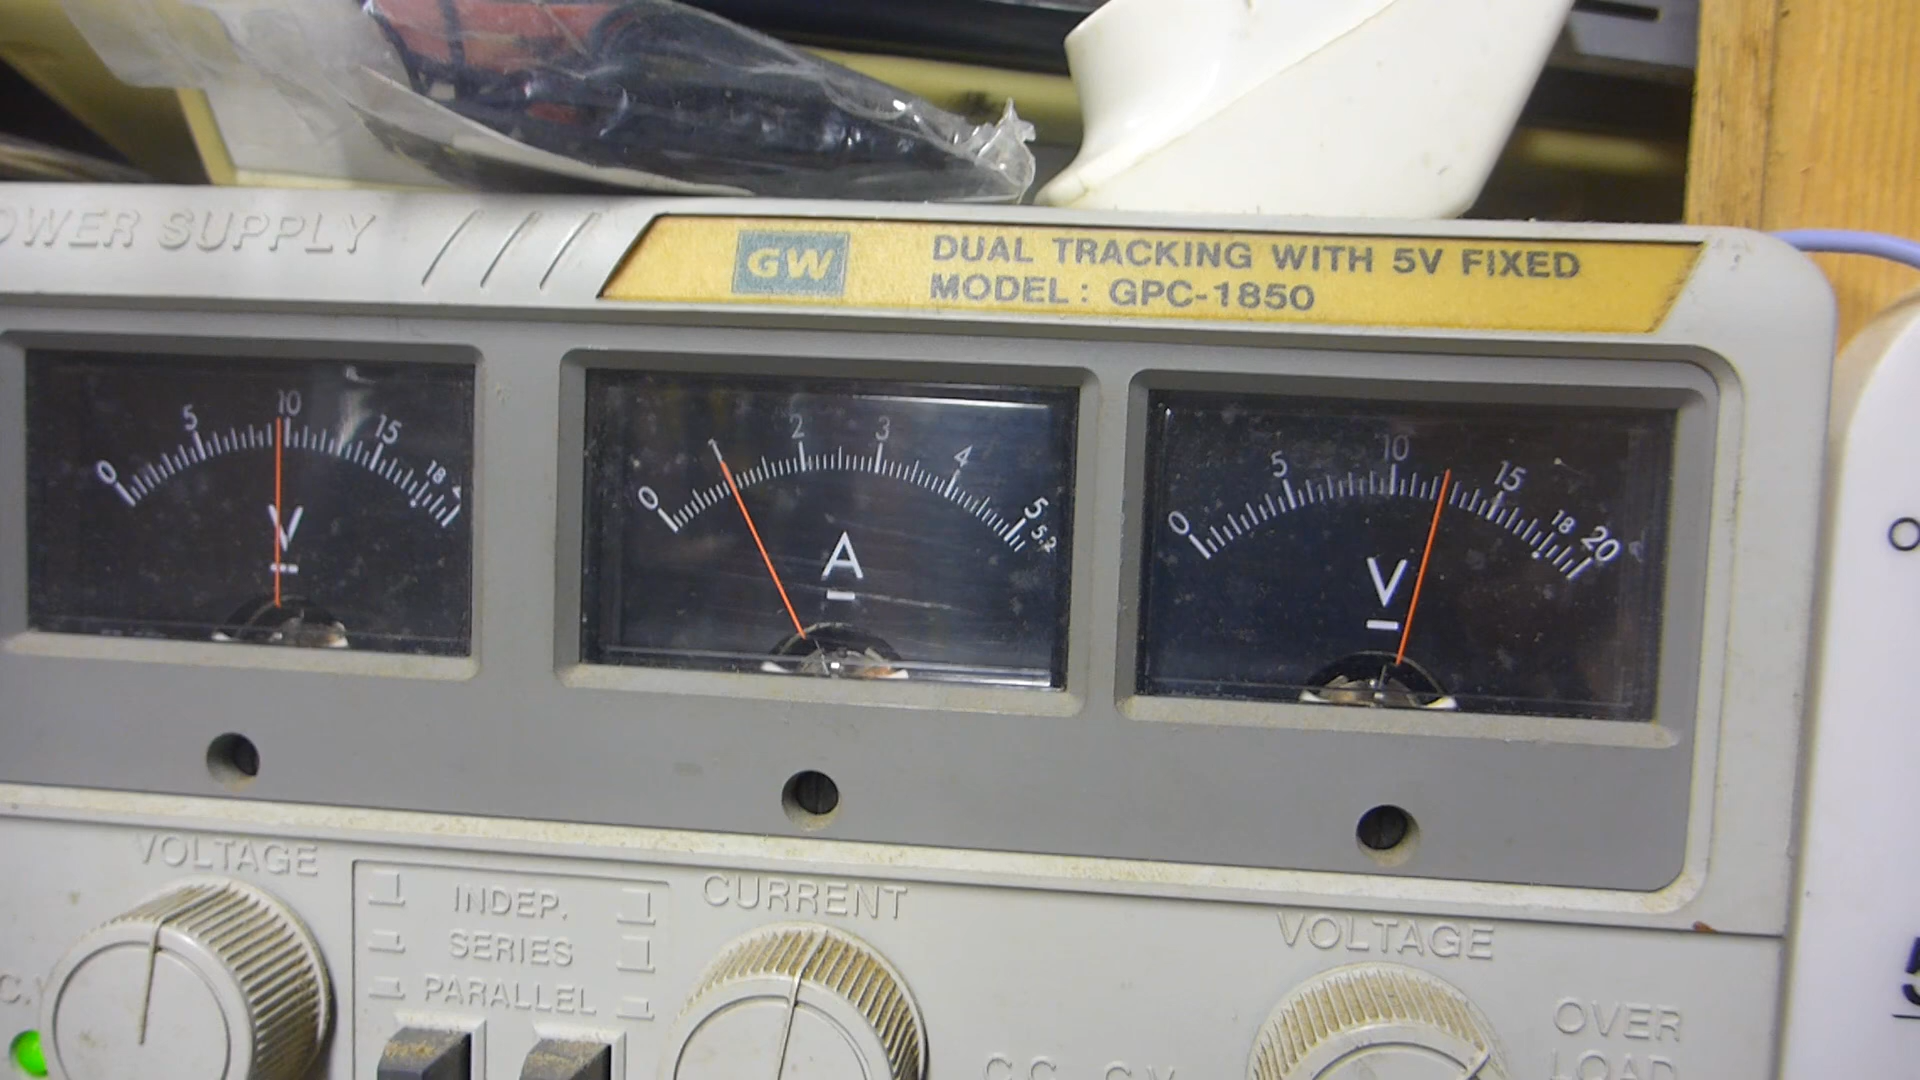 POWER SUPPLY
GW
DUAL TRACKING WITH 5V FIXED
MODEL : GPC-1850
0 5 10 15 18
V
0 1 2 3 4 5 5.2
A
0 5 10 15 18 20
V
VOLTAGE
INDEP.
SERIES
PARALLEL
CURRENT
VOLTAGE
C.V
C.C. C.V.
OVER
LOAD